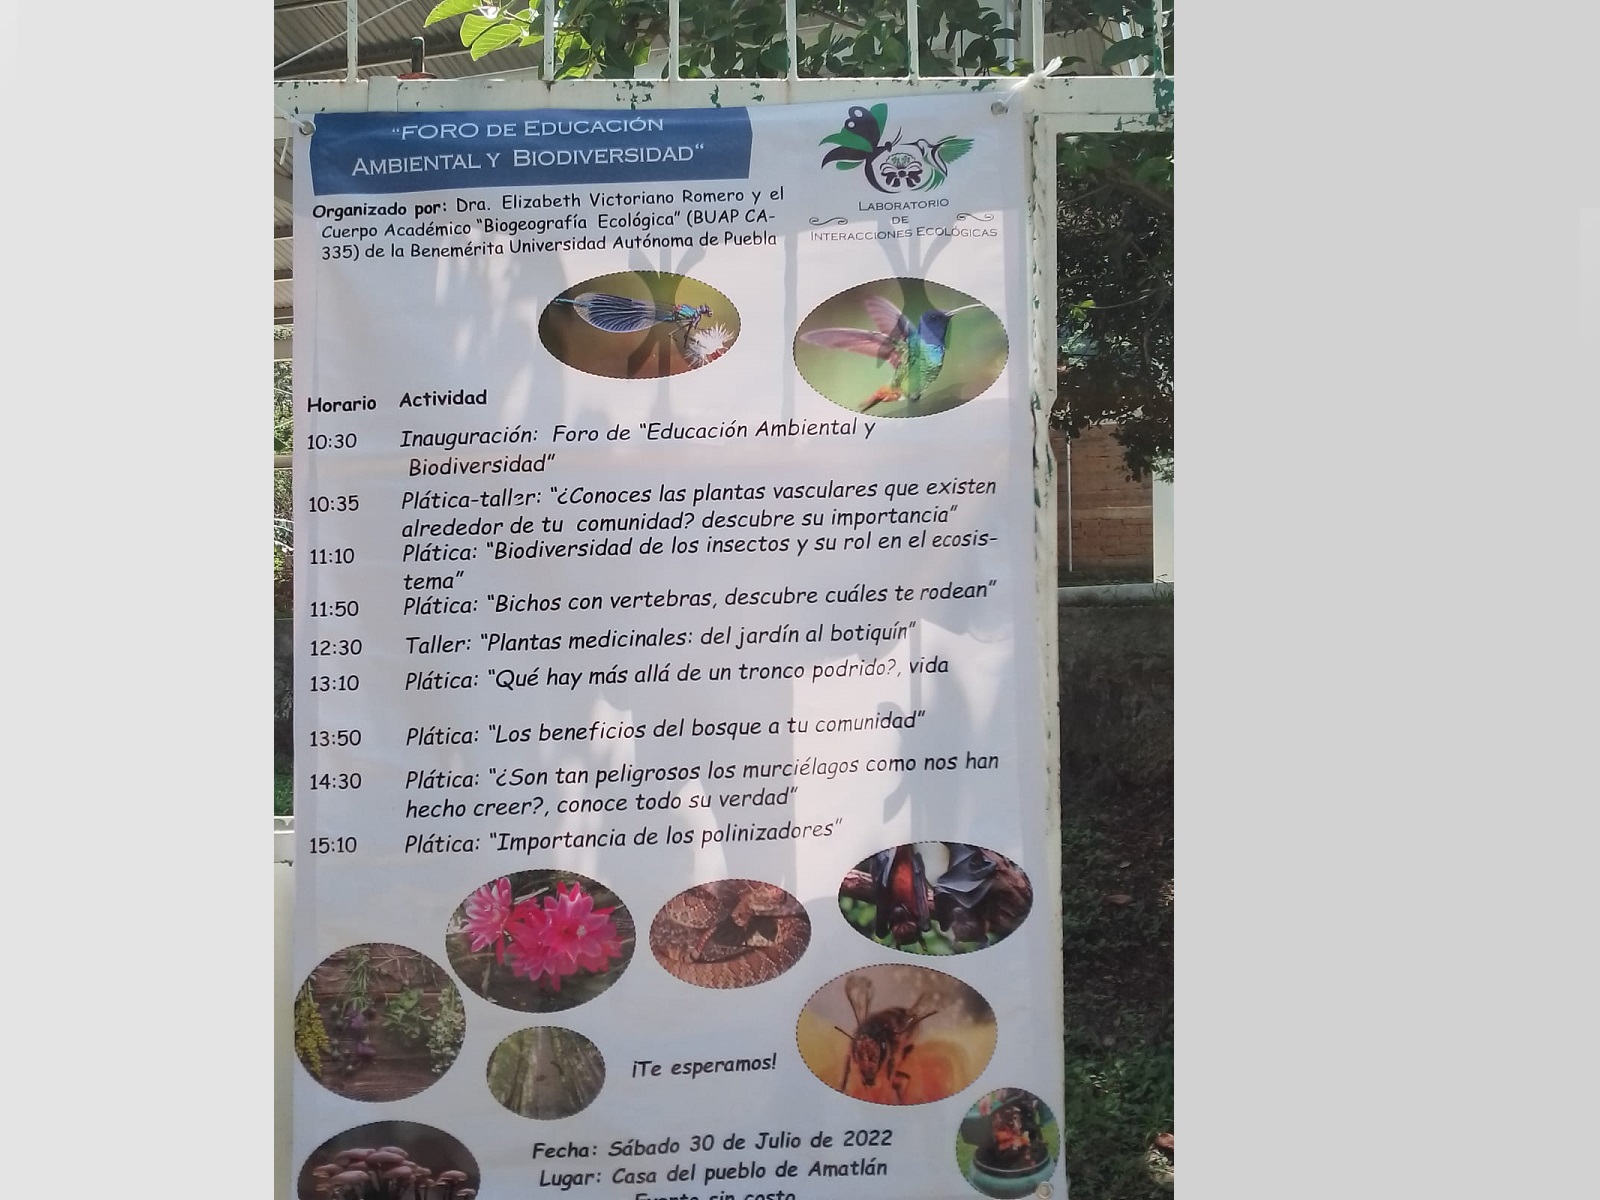 “FORO DE EDUCACIÓN
AMBIENTAL Y BIODIVERSIDAD“
Organizado por: Dra. Elizabeth Victoriano Romero y el
Cuerpo Académico “Biogeografía Ecológica” (BUAP CA-
335) de la Benemérita Universidad Autónoma de Puebla
LABORATORIO
DE
INTERACCIONES ECOLÓGICAS
Horario Actividad
10:30 Inauguración: Foro de “Educación Ambiental y
Biodiversidad”
10:35 Plática-taller: “¿Conoces las plantas vasculares que existen
alrededor de tu comunidad? descubre su importancia”
11:10 Plática: “Biodiversidad de los insectos y su rol en el ecosis-
tema”
11:50 Plática: “Bichos con vertebras, descubre cuáles te rodean”
12:30 Taller: “Plantas medicinales: del jardín al botiquín”
13:10 Plática: “Qué hay más allá de un tronco podrido?, vida
13:50 Plática: “Los beneficios del bosque a tu comunidad”
14:30 Plática: “¿Son tan peligrosos los murciélagos como nos han
hecho creer?, conoce todo su verdad”
15:10 Plática: “Importancia de los polinizadores”
¡Te esperamos!
Fecha: Sábado 30 de Julio de 2022
Lugar: Casa del pueblo de Amatlán
Evento sin costo